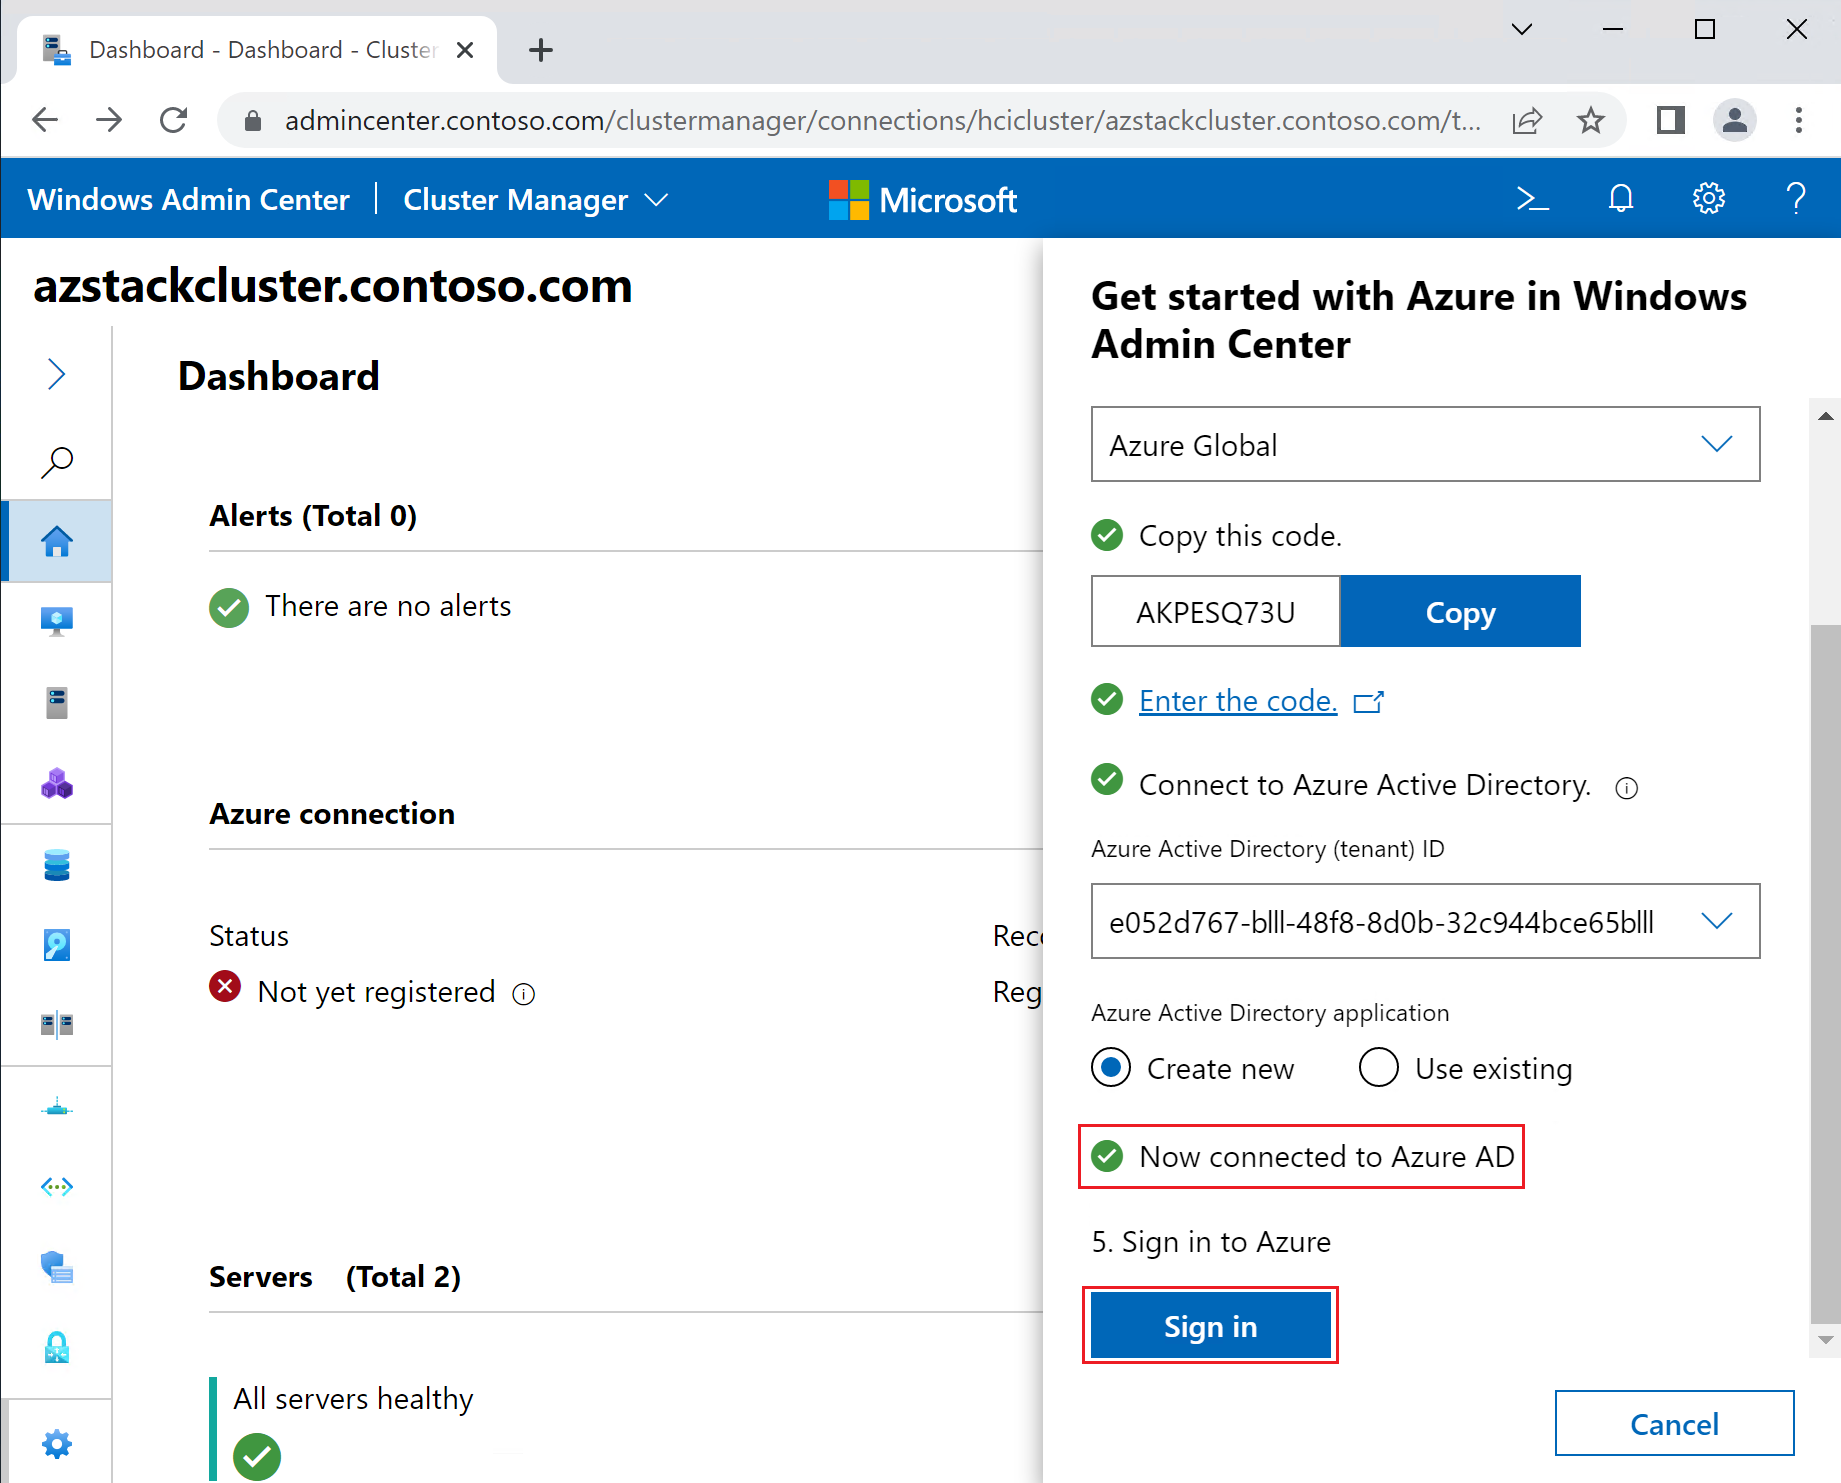 Dashboard - Dashboard - Cluster
admincenter.contoso.com/clustermanager/connections/hcicluster/azstackcluster.contoso.com/t...
Windows Admin Center
Cluster Manager
Microsoft
azstackcluster.contoso.com
Dashboard
Alerts (Total 0)
There are no alerts
Azure connection
Status
Not yet registered
Reco
Reg
Servers (Total 2)
All servers healthy
Get started with Azure in Windows
Admin Center
Azure Global
Copy this code.
AKPESQ73U
Copy
Enter the code.
Connect to Azure Active Directory.
Azure Active Directory (tenant) ID
e052d767-blll-48f8-8d0b-32c944bce65blll
Azure Active Directory application
Create new
Use existing
Now connected to Azure AD
5. Sign in to Azure
Sign in
Cancel